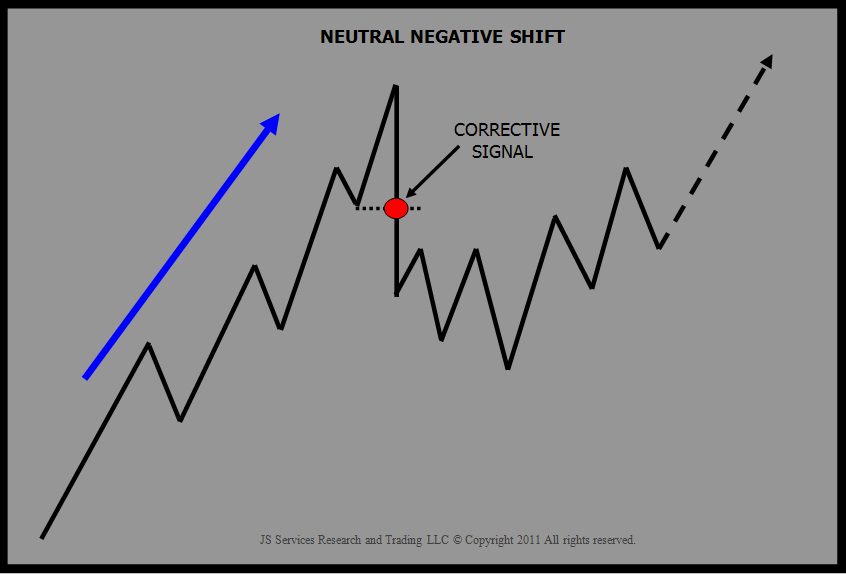 NEUTRAL NEGATIVE SHIFT
CORRECTIVE
SIGNAL
JS Services Research and Trading LLC © Copyright 2011 All rights reserved.